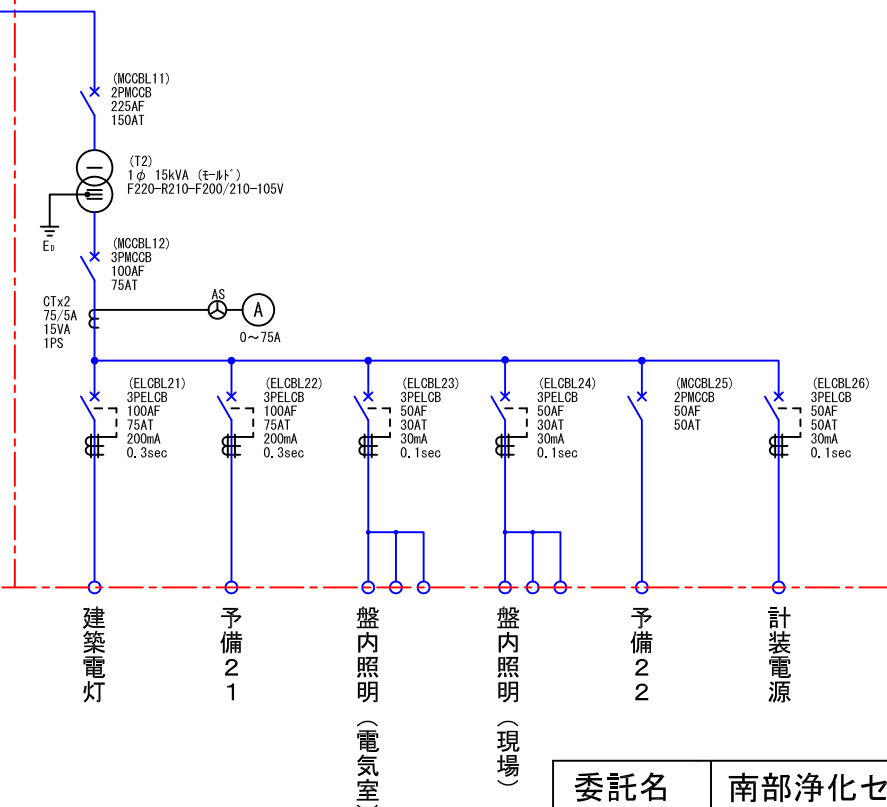 (MCCBL11)
2PMCCB
225AF
150AT
(T2)
1φ 15kVA (ﾓｰﾙﾄﾞ)
F220-R210-F200/210-105V
ED
(MCCBL12)
3PMCCB
100AF
75AT
CTx2
75/5A
15VA
1PS
AS
A
0～75A
(ELCBL21)
3PELCB
100AF
75AT
200mA
0.3sec
(ELCBL22)
3PELCB
100AF
75AT
200mA
0.3sec
(ELCBL23)
3PELCB
50AF
30AT
30mA
0.1sec
(ELCBL24)
3PELCB
50AF
30AT
30mA
0.1sec
(MCCBL25)
2PMCCB
50AF
50AT
(ELCBL26)
3PELCB
50AF
50AT
30mA
0.1sec
建築電灯
予備21
盤内照明（電気室）
盤内照明（現場）
予備22
計装電源
委託名
南部浄化セ